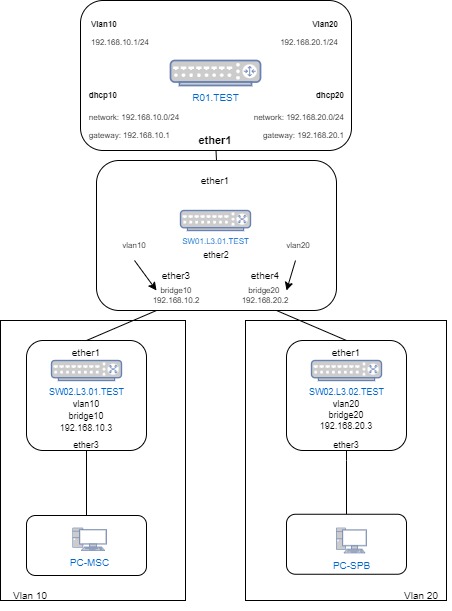 Vlan10 Vlan20
192.168.10.1/24 192.168.20.1/24
R01.TEST
dhcp10 dhcp20
network: 192.168.10.0/24 network: 192.168.20.0/24
gateway: 192.168.10.1 gateway: 192.168.20.1
ether1
ether1
SW01.L3.01.TEST
vlan10 vlan20
ether2
ether3 ether4
bridge10 bridge20
192.168.10.2 192.168.20.2
ether1
SW02.L3.01.TEST
vlan10
bridge10
192.168.10.3
ether3
PC-MSC
Vlan 10
ether1
SW02.L3.02.TEST
vlan20
bridge20
192.168.20.3
ether3
PC-SPB
Vlan 20